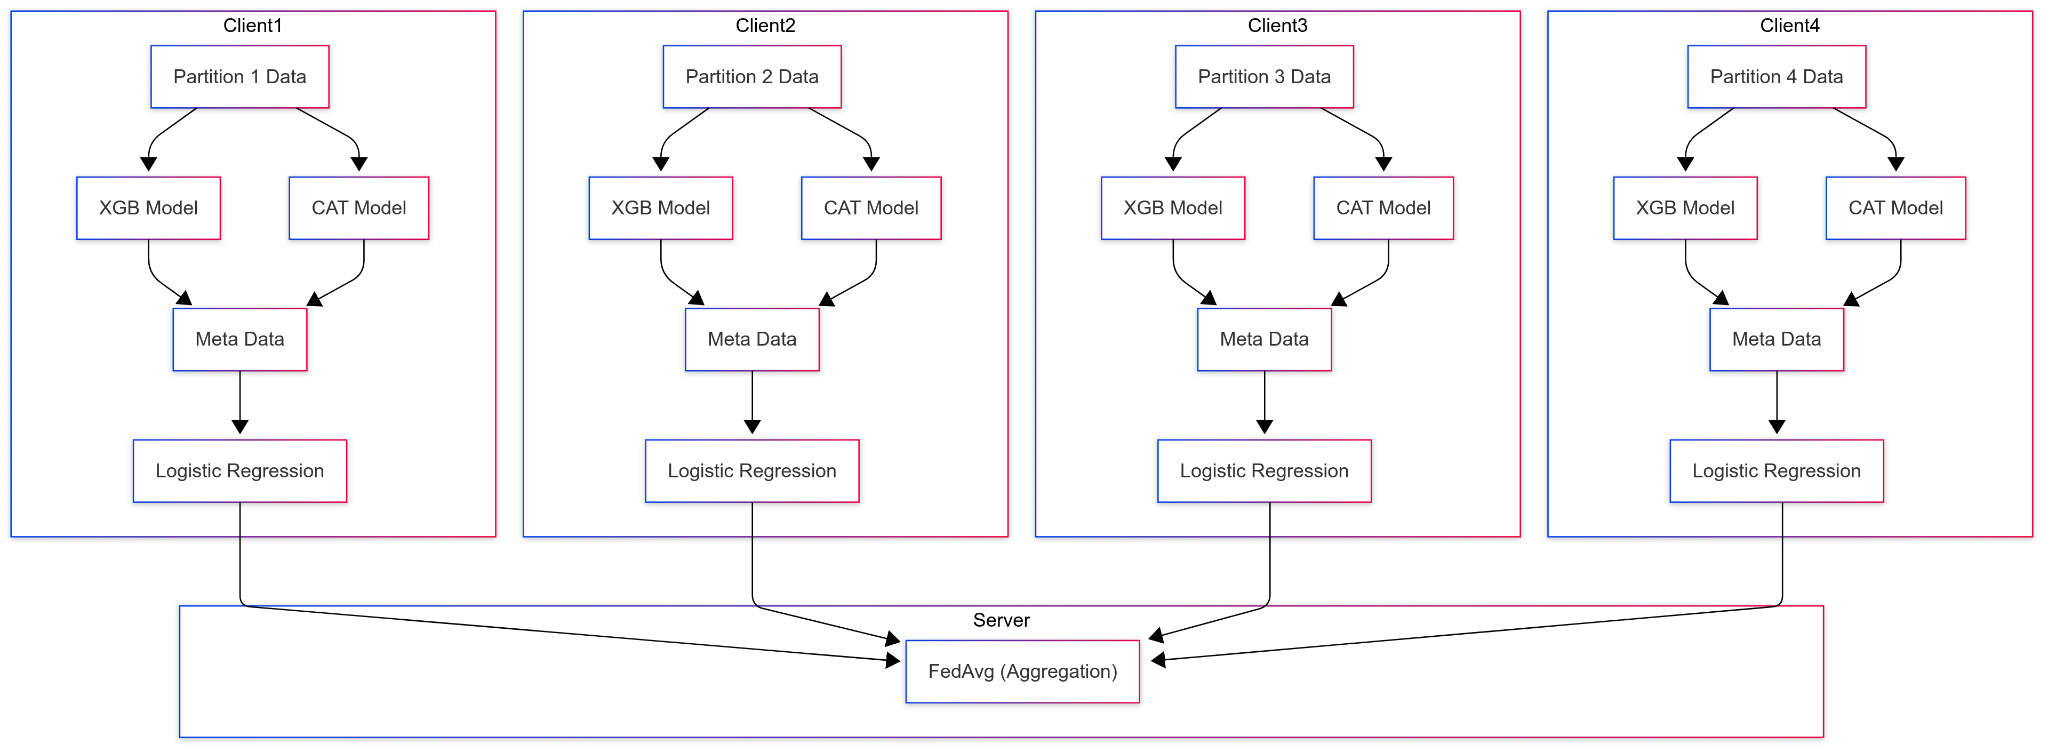 Client1
Partition 1 Data
XGB Model
CAT Model
Meta Data
Logistic Regression
Client2
Partition 2 Data
XGB Model
CAT Model
Meta Data
Logistic Regression
Client3
Partition 3 Data
XGB Model
CAT Model
Meta Data
Logistic Regression
Client4
Partition 4 Data
XGB Model
CAT Model
Meta Data
Logistic Regression
Server
FedAvg (Aggregation)